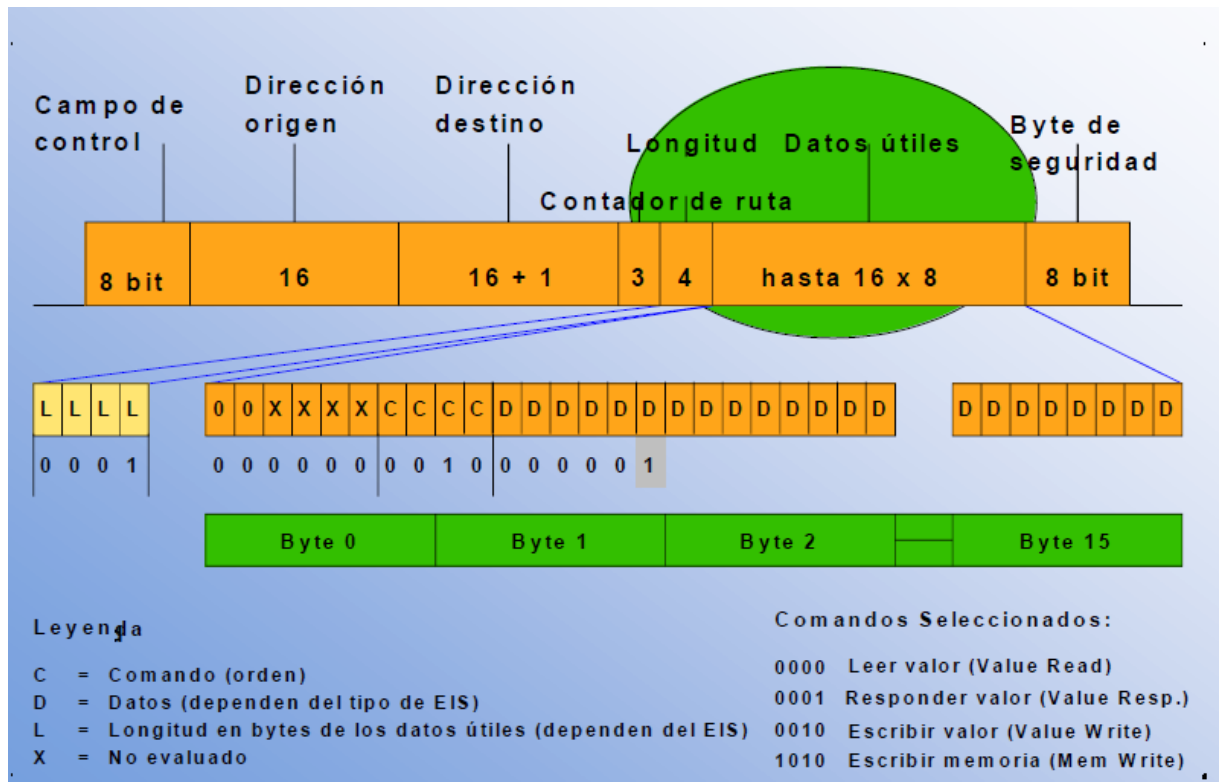 Campo de
control
Dirección
origen
Dirección
destino
Longitud
Datos útiles
Byte de
seguridad
Contador de ruta
8 bit 16 16 + 1 3 4 hasta 16 x 8 8 bit
L L L L 0 0 X X X X C C C C D D D D D D D D D D D D D D D D D D D D D D
0 0 0 1 0 0 0 0 0 0 0 0 1 0 0 0 0 0 0 1
Byte 0 Byte 1 Byte 2 Byte 15
Leyenda
C = Comando (orden)
D = Datos (dependen del tipo de EIS)
L = Longitud en bytes de los datos útiles (dependen del EIS)
X = No evaluado
Comandos Seleccionados:
0000 Leer valor (Value Read)
0001 Responder valor (Value Resp.)
0010 Escribir valor (Value Write)
1010 Escribir memoria (Mem Write)